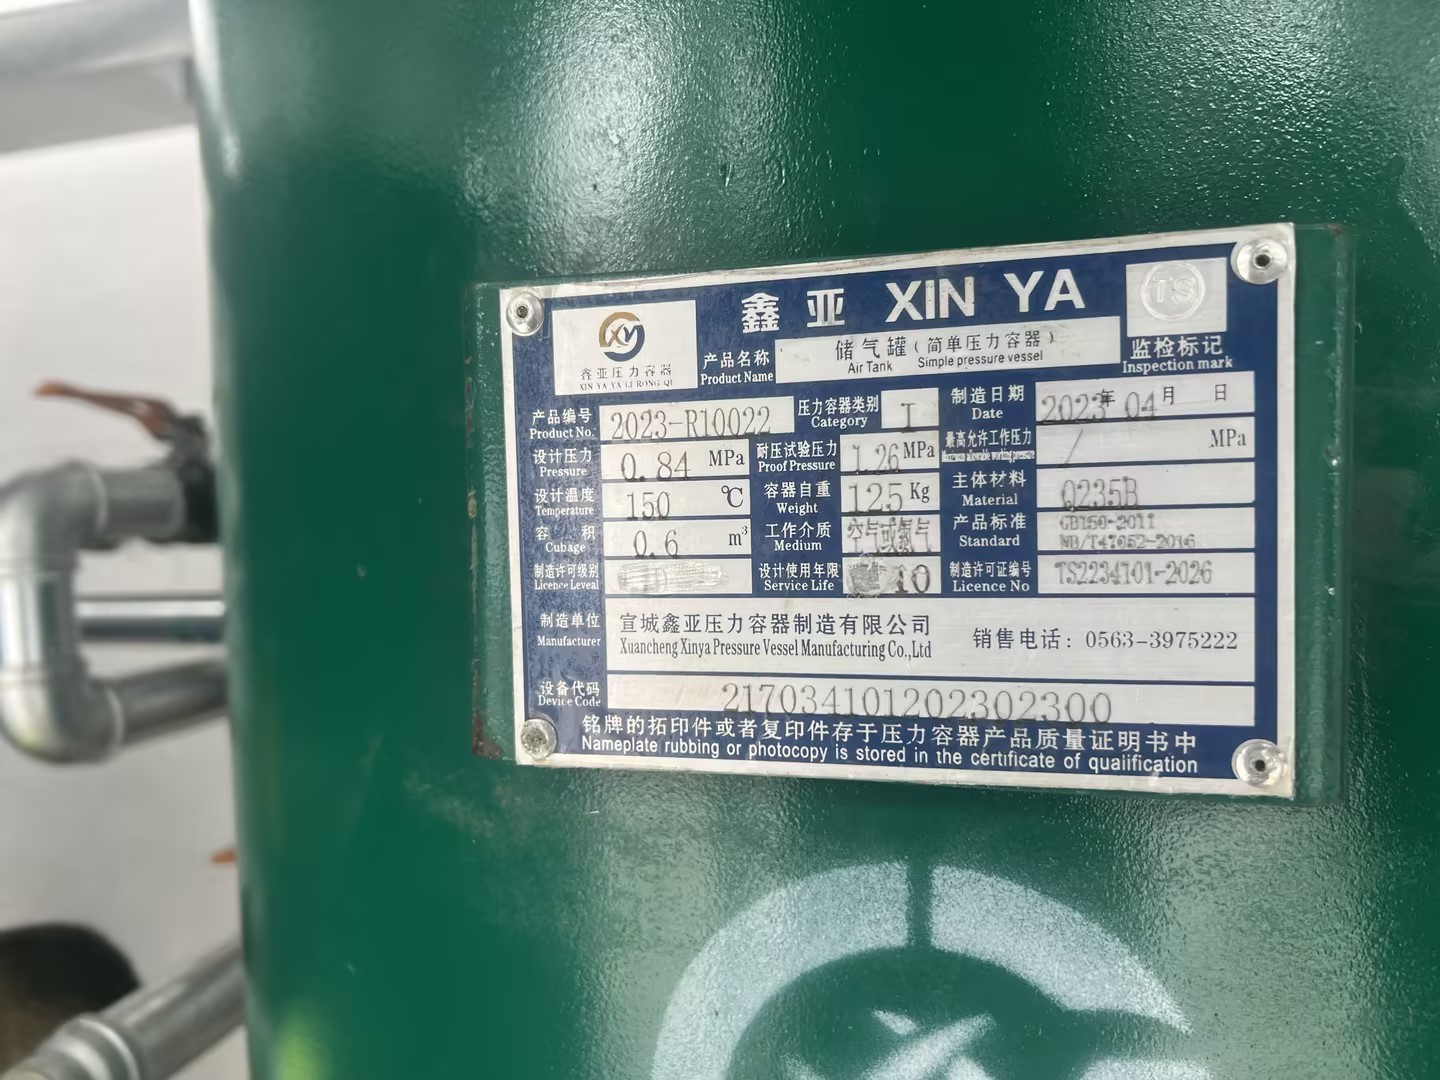 鑫亚 XIN YA
TS
XY
鑫亚压力容器
XIN YA YA LI RONG QI
产品名称
Product Name
储气罐（简单压力容器）
Air Tank Simple pressure vessel
监检标记
Inspection mark
产品编号
Product No.
2023-R10022
压力容器类别
Category
I
制造日期
Date
2023年 04月 日
设计压力
Pressure
0.84 MPa
耐压试验压力
Proof Pressure
1.26 MPa
最高允许工作压力
/ MPa
设计温度
Temperature
150 ℃
容器自重
Weight
125 Kg
主体材料
Material
Q235B
容 积
Cubage
0.6 m³
工作介质
Medium
空气或氮气
产品标准
Standard
GB150-2011
NB/T47052-2016
制造许可级别
Licence Leveal
D
设计使用年限
Service Life
10
制造许可证编号
Licence No
TS2234101-2026
制造单位
Manufacturer
宣城鑫亚压力容器制造有限公司
Xuancheng Xinya Pressure Vessel Manufacturing Co.,Ltd
销售电话：0563-3975222
设备代码
Device Code
217034101202302300
铭牌的拓印件或者复印件存于压力容器产品质量证明书中
Nameplate rubbing or photocopy is stored in the certificate of qualification